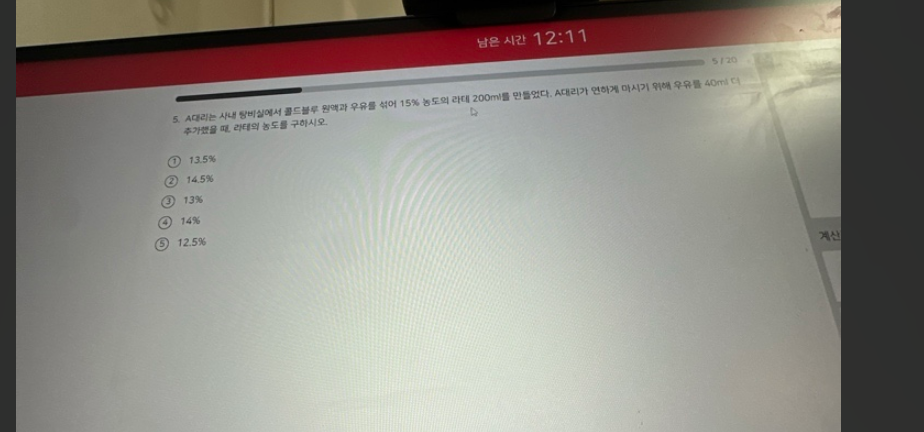 남은 시간 12:11
5 / 20
5. A대리는 사내 탕비실에서 콜드블루 원액과 우유를 섞어 15% 농도의 라떼 200ml를 만들었다. A대리가 연하게 마시기 위해 우유를 40ml 더
추가했을 때, 라떼의 농도를 구하시오.
① 13.5%
② 14.5%
③ 13%
④ 14%
⑤ 12.5%
계산